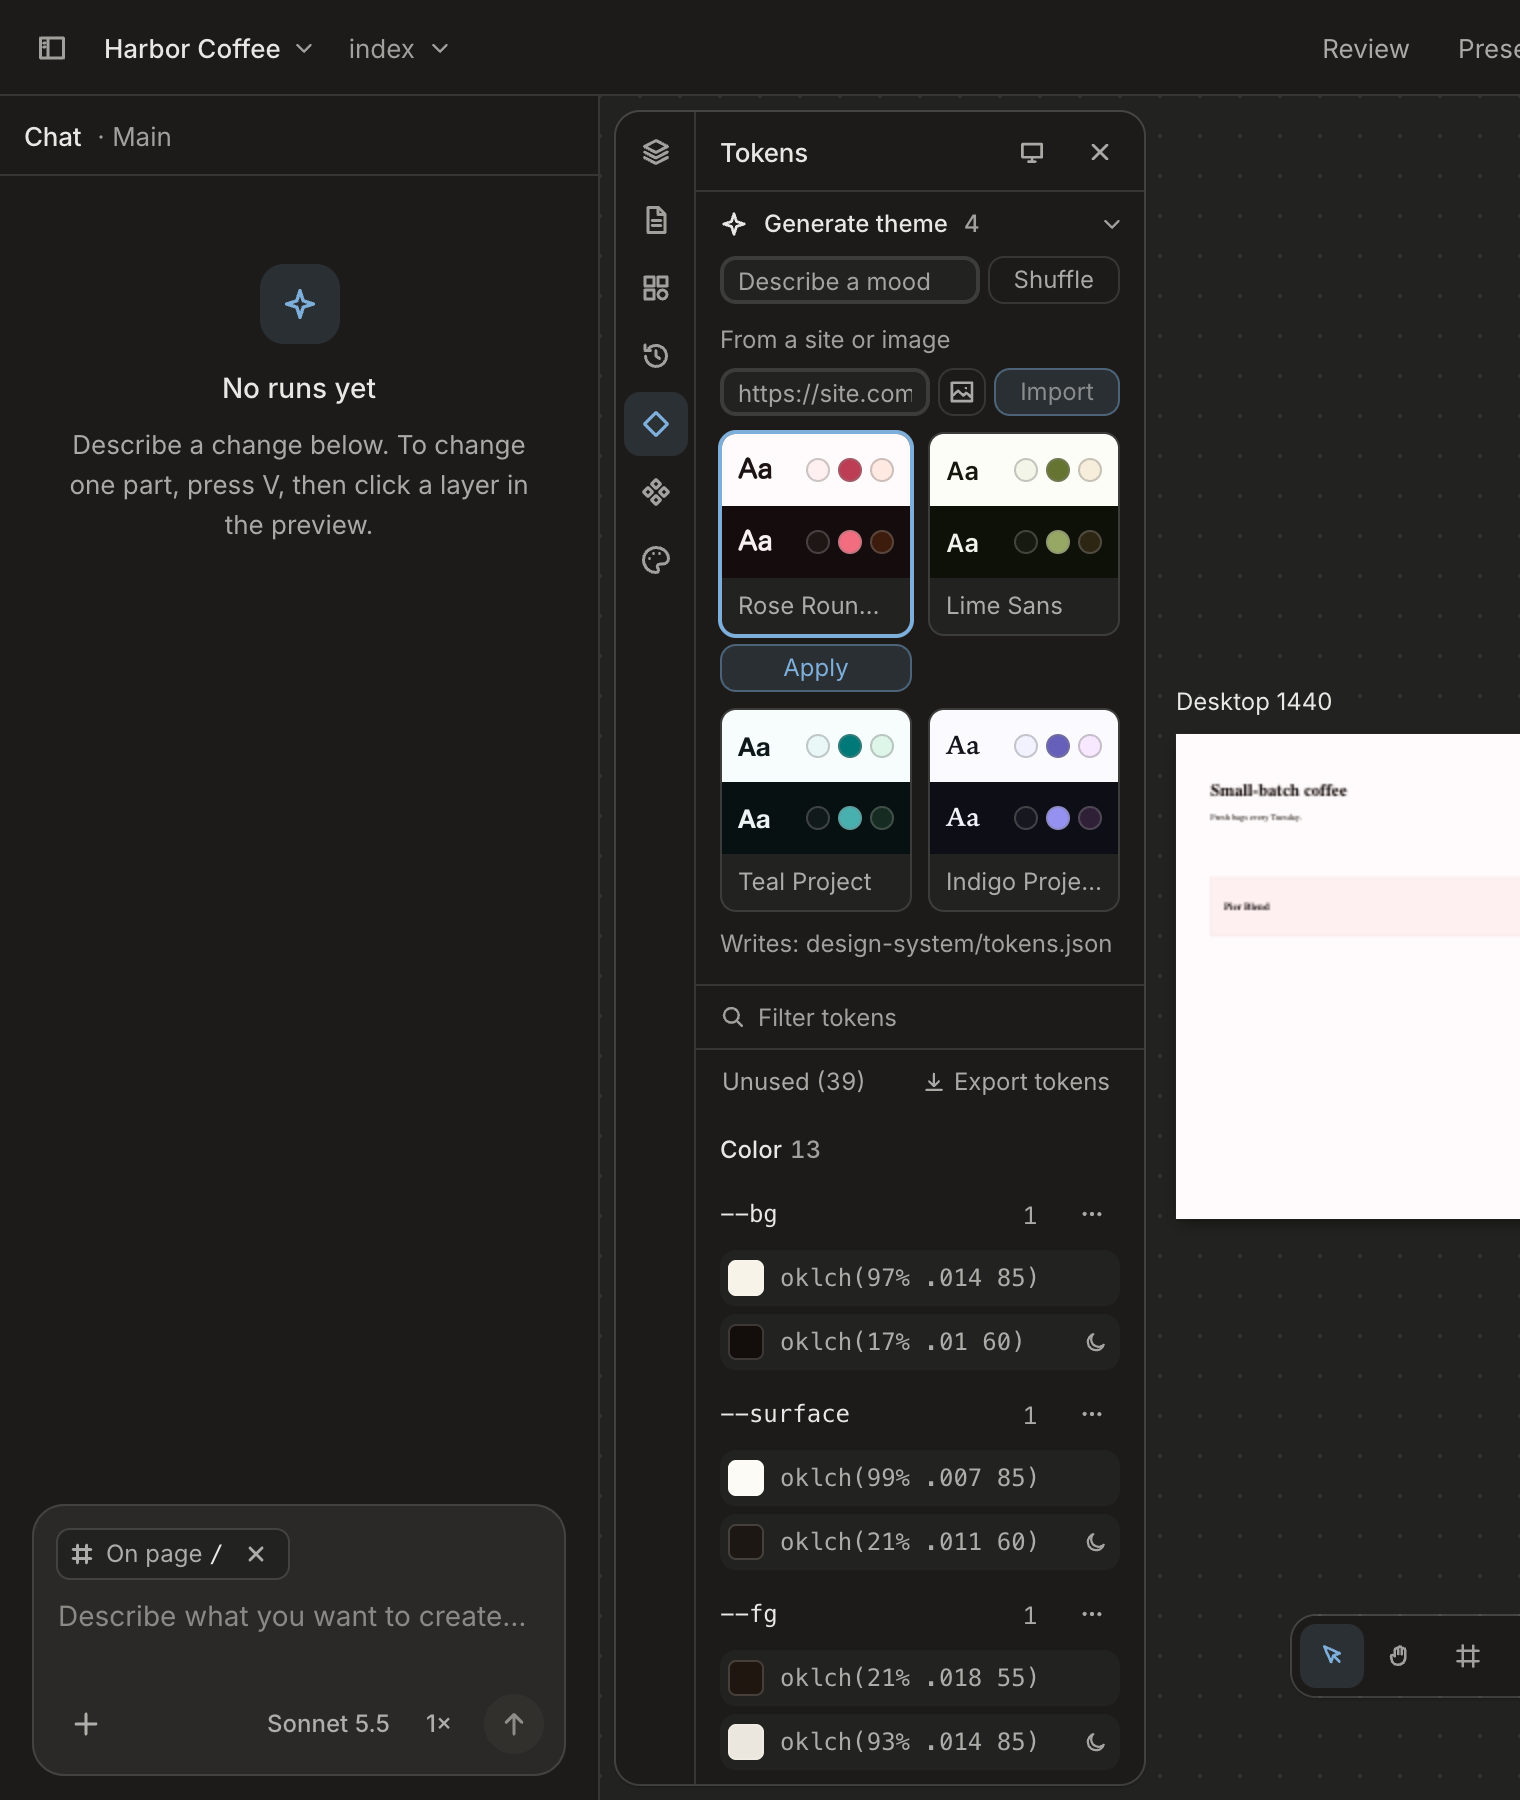 Harbor Coffee
index
Review
Prese
Chat · Main
No runs yet
Describe a change below. To change
one part, press V, then click a layer in
the preview.
On page /
Describe what you want to create...
Sonnet 5.5
1×
Tokens
Generate theme 4
Describe a mood
Shuffle
From a site or image
https://site.com
Import
Aa
Aa
Rose Roun...
Aa
Aa
Lime Sans
Apply
Aa
Aa
Teal Project
Aa
Aa
Indigo Proje...
Writes: design-system/tokens.json
Filter tokens
Unused (39)
Export tokens
Color 13
--bg 1
oklch(97% .014 85)
oklch(17% .01 60)
--surface 1
oklch(99% .007 85)
oklch(21% .011 60)
--fg 1
oklch(21% .018 55)
oklch(93% .014 85)
Desktop 1440
Small-batch coffee
Fresh bags every Tuesday.
Pier Blend